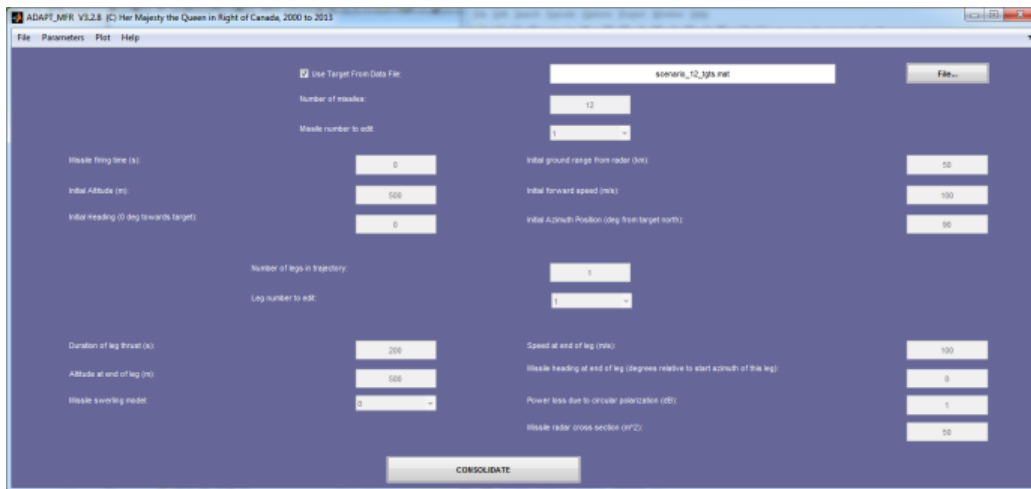 ADAPT_MFR V3.2.8 (C) Her Majesty the Queen in Right of Canada, 2000 to 2013
File Parameters Plot Help
Use Target From Data File: scenario_12_tgts.mat File...
Number of missiles: 12
Missile number to edit: 1
Missile firing time (s): 0 Initial ground range from radar (km): 50
Initial Altitude (m): 500 Initial forward speed (m/s): 100
Initial Heading (0 deg towards target): 0 Initial Azimuth Position (deg from target north): 90
Number of legs in trajectory: 1
Leg number to edit: 1
Duration of leg thrust (s): 200 Speed at end of leg (m/s): 100
Altitude at end of leg (m): 500 Missile heading at end of leg (degrees relative to start azimuth of this leg): 0
Missile swerling model: 0 Power loss due to circular polarization (dB): 1
Missile radar cross section (m^2): 50
CONSOLIDATE